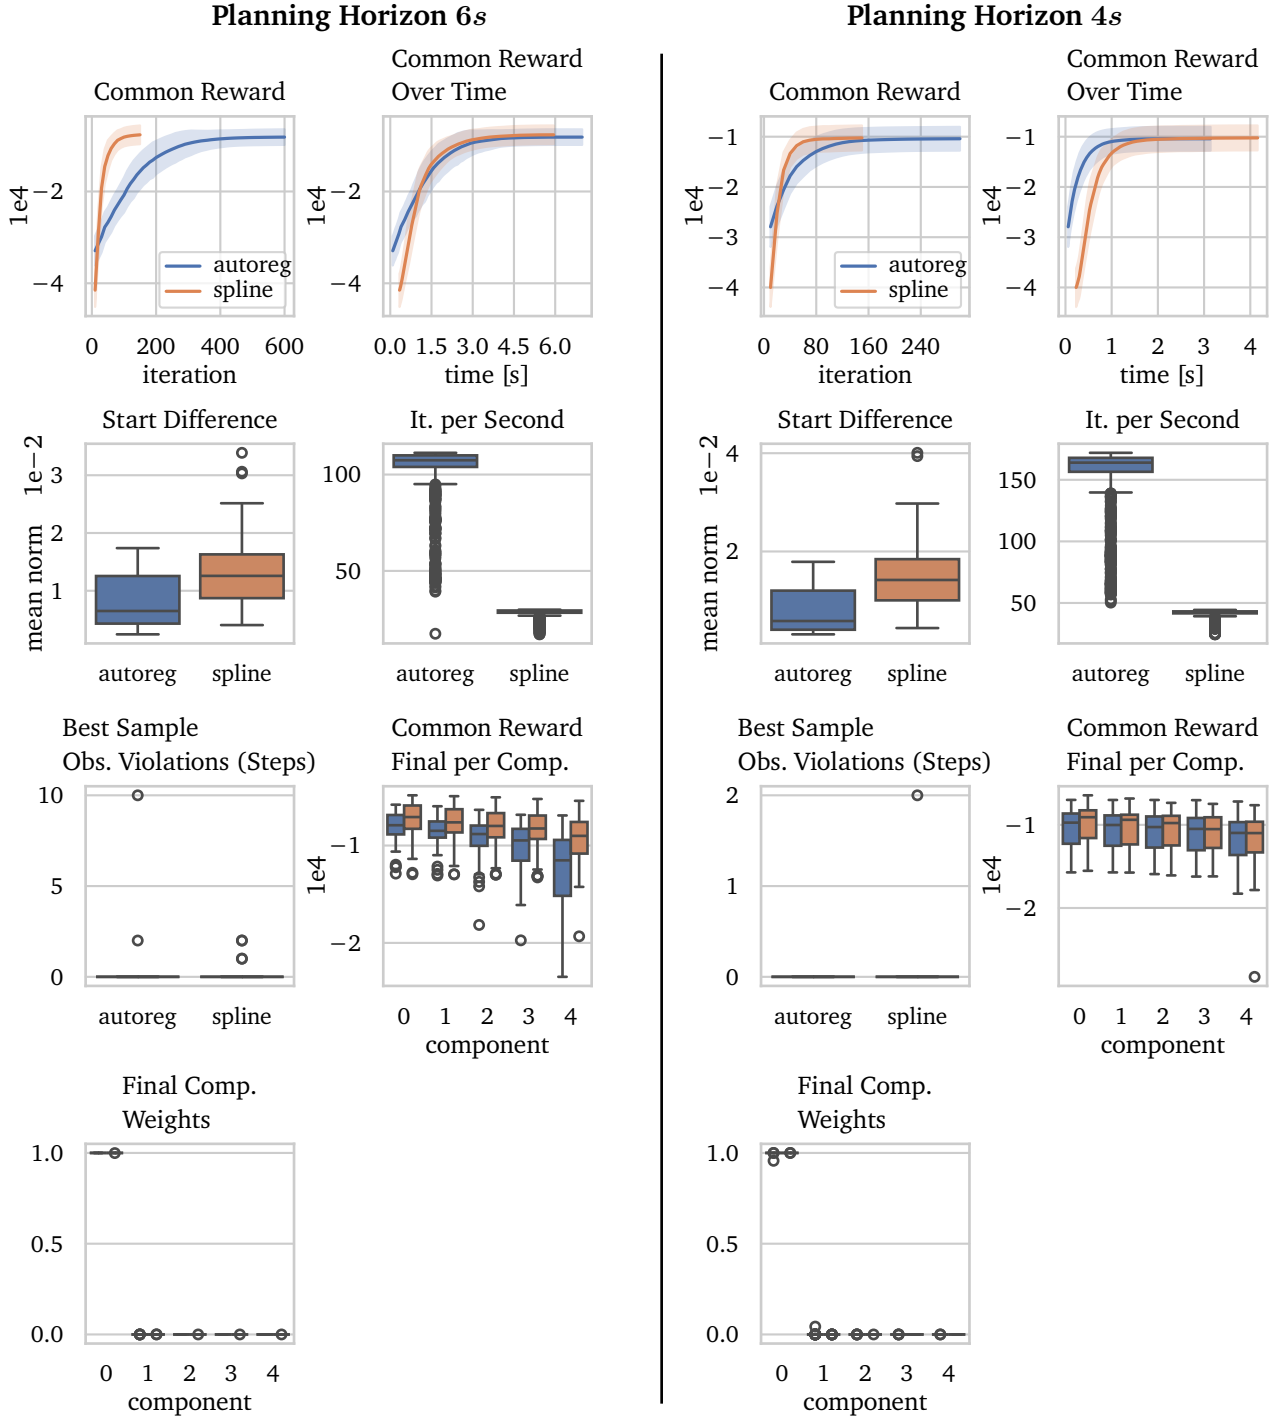 Planning Horizon 6s
Common Reward
1e4
−2
−4
autoreg
spline
0 200 400 600
iteration
Common Reward
Over Time
1e4
−2
−4
0.0 1.5 3.0 4.5 6.0
time [s]
Start Difference
1e−2
mean norm
3
2
1
autoreg spline
It. per Second
100
50
autoreg spline
Best Sample
Obs. Violations (Steps)
10
5
0
autoreg spline
Common Reward
Final per Comp.
1e4
−1
−2
0 1 2 3 4
component
Final Comp.
Weights
1.0
0.5
0.0
0 1 2 3 4
component
Planning Horizon 4s
Common Reward
1e4
−1
−2
−3
−4
autoreg
spline
0 80 160 240
iteration
Common Reward
Over Time
1e4
−1
−2
−3
−4
0 1 2 3 4
time [s]
Start Difference
1e−2
mean norm
4
2
autoreg spline
It. per Second
150
100
50
autoreg spline
Best Sample
Obs. Violations (Steps)
2
1
0
autoreg spline
Common Reward
Final per Comp.
1e4
−1
−2
0 1 2 3 4
component
Final Comp.
Weights
1.0
0.5
0.0
0 1 2 3 4
component